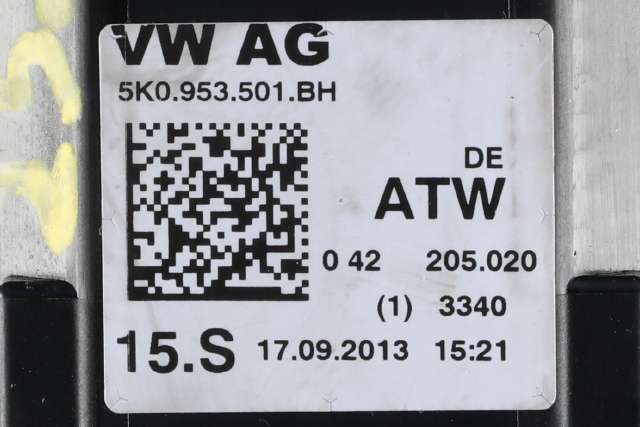 VW AG
5K0.953.501.BH
DE
ATW
0 42 205.020
(1) 3340
15.S 17.09.2013 15:21